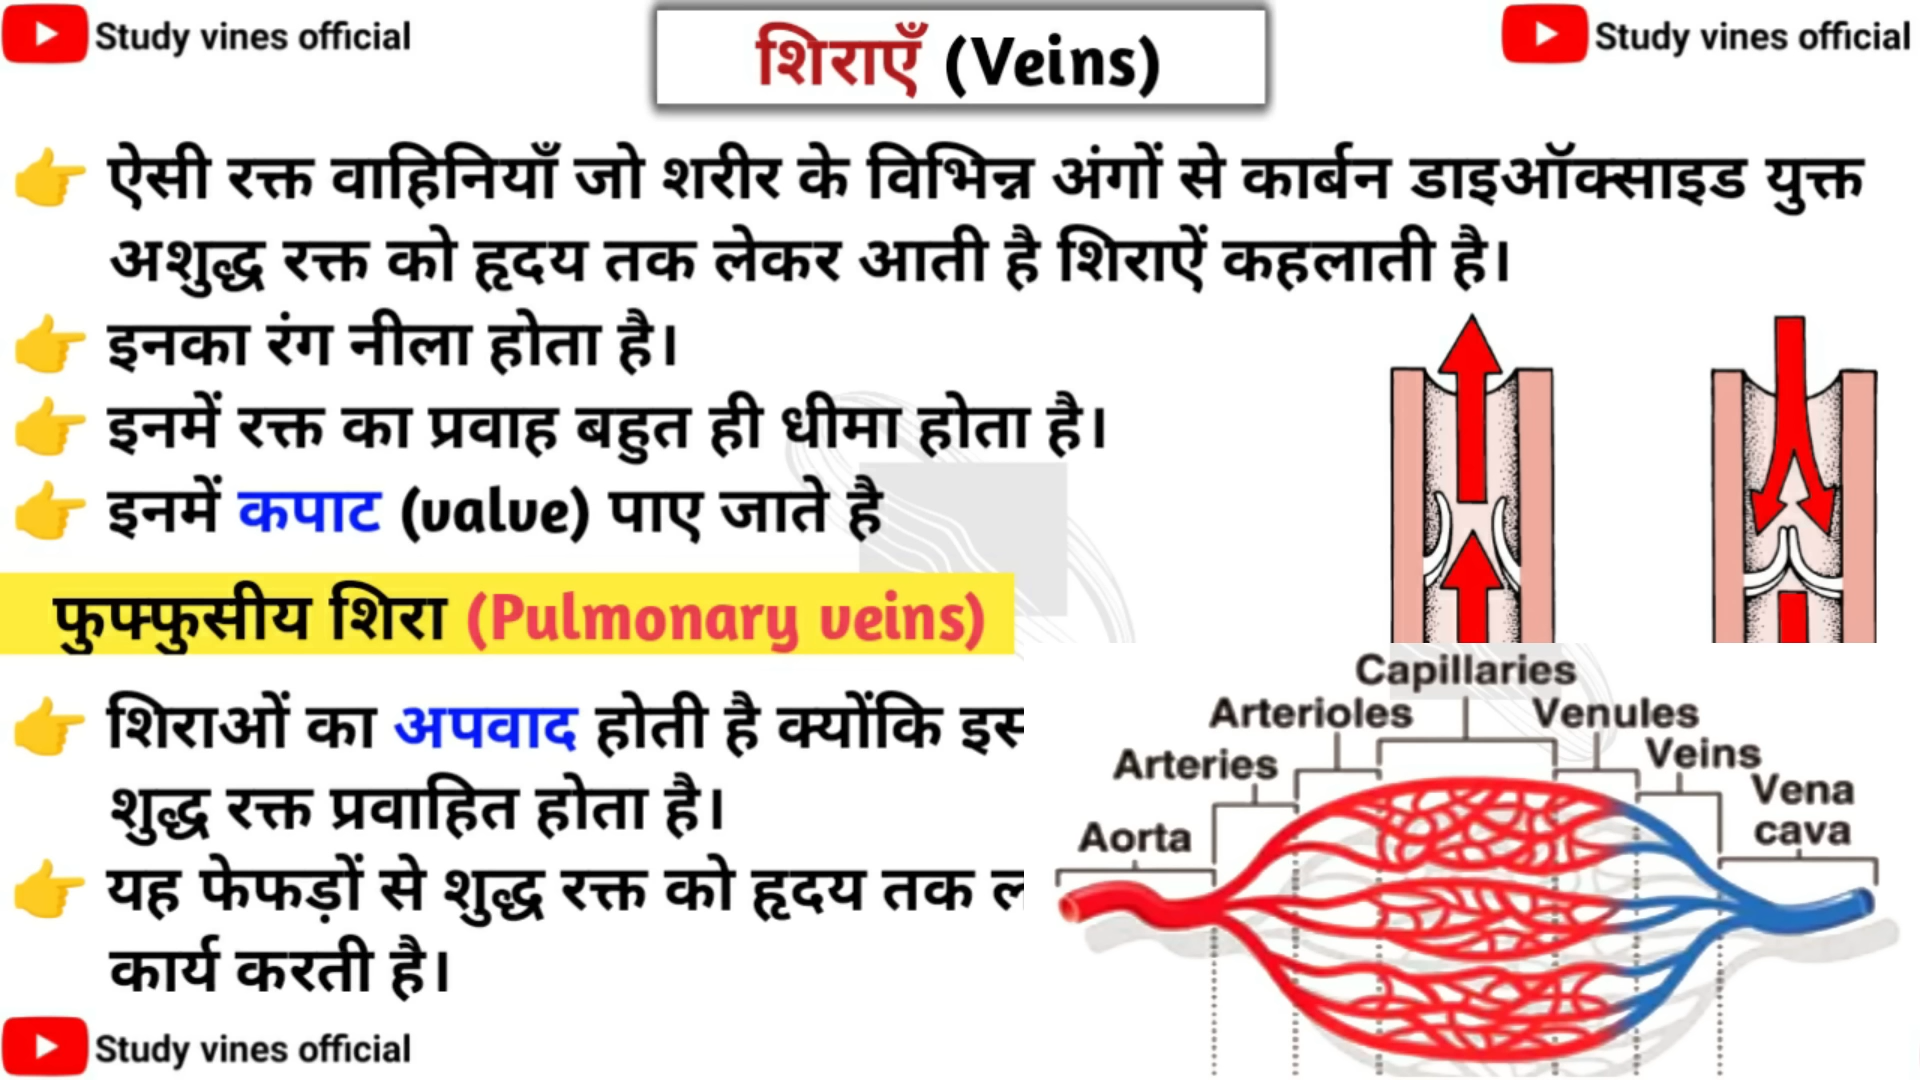 Study vines official
शिराएँ (Veins)
Study vines official
👉 ऐसी रक्त वाहिनियाँ जो शरीर के विभिन्न अंगों से कार्बन डाइऑक्साइड युक्त
अशुद्ध रक्त को हृदय तक लेकर आती है शिराऐं कहलाती है।
👉 इनका रंग नीला होता है।
👉 इनमें रक्त का प्रवाह बहुत ही धीमा होता है।
👉 इनमें कपाट (valve) पाए जाते है
फुफ्फुसीय शिरा (Pulmonary veins)
👉 शिराओं का अपवाद होती है क्योंकि
शुद्ध रक्त प्रवाहित होता है।
👉 यह फेफड़ों से शुद्ध रक्त को हृदय तक
कार्य करती है।
Study vines official
Capillaries
Arterioles
Venules
Arteries
Veins
Aorta
Vena
cava